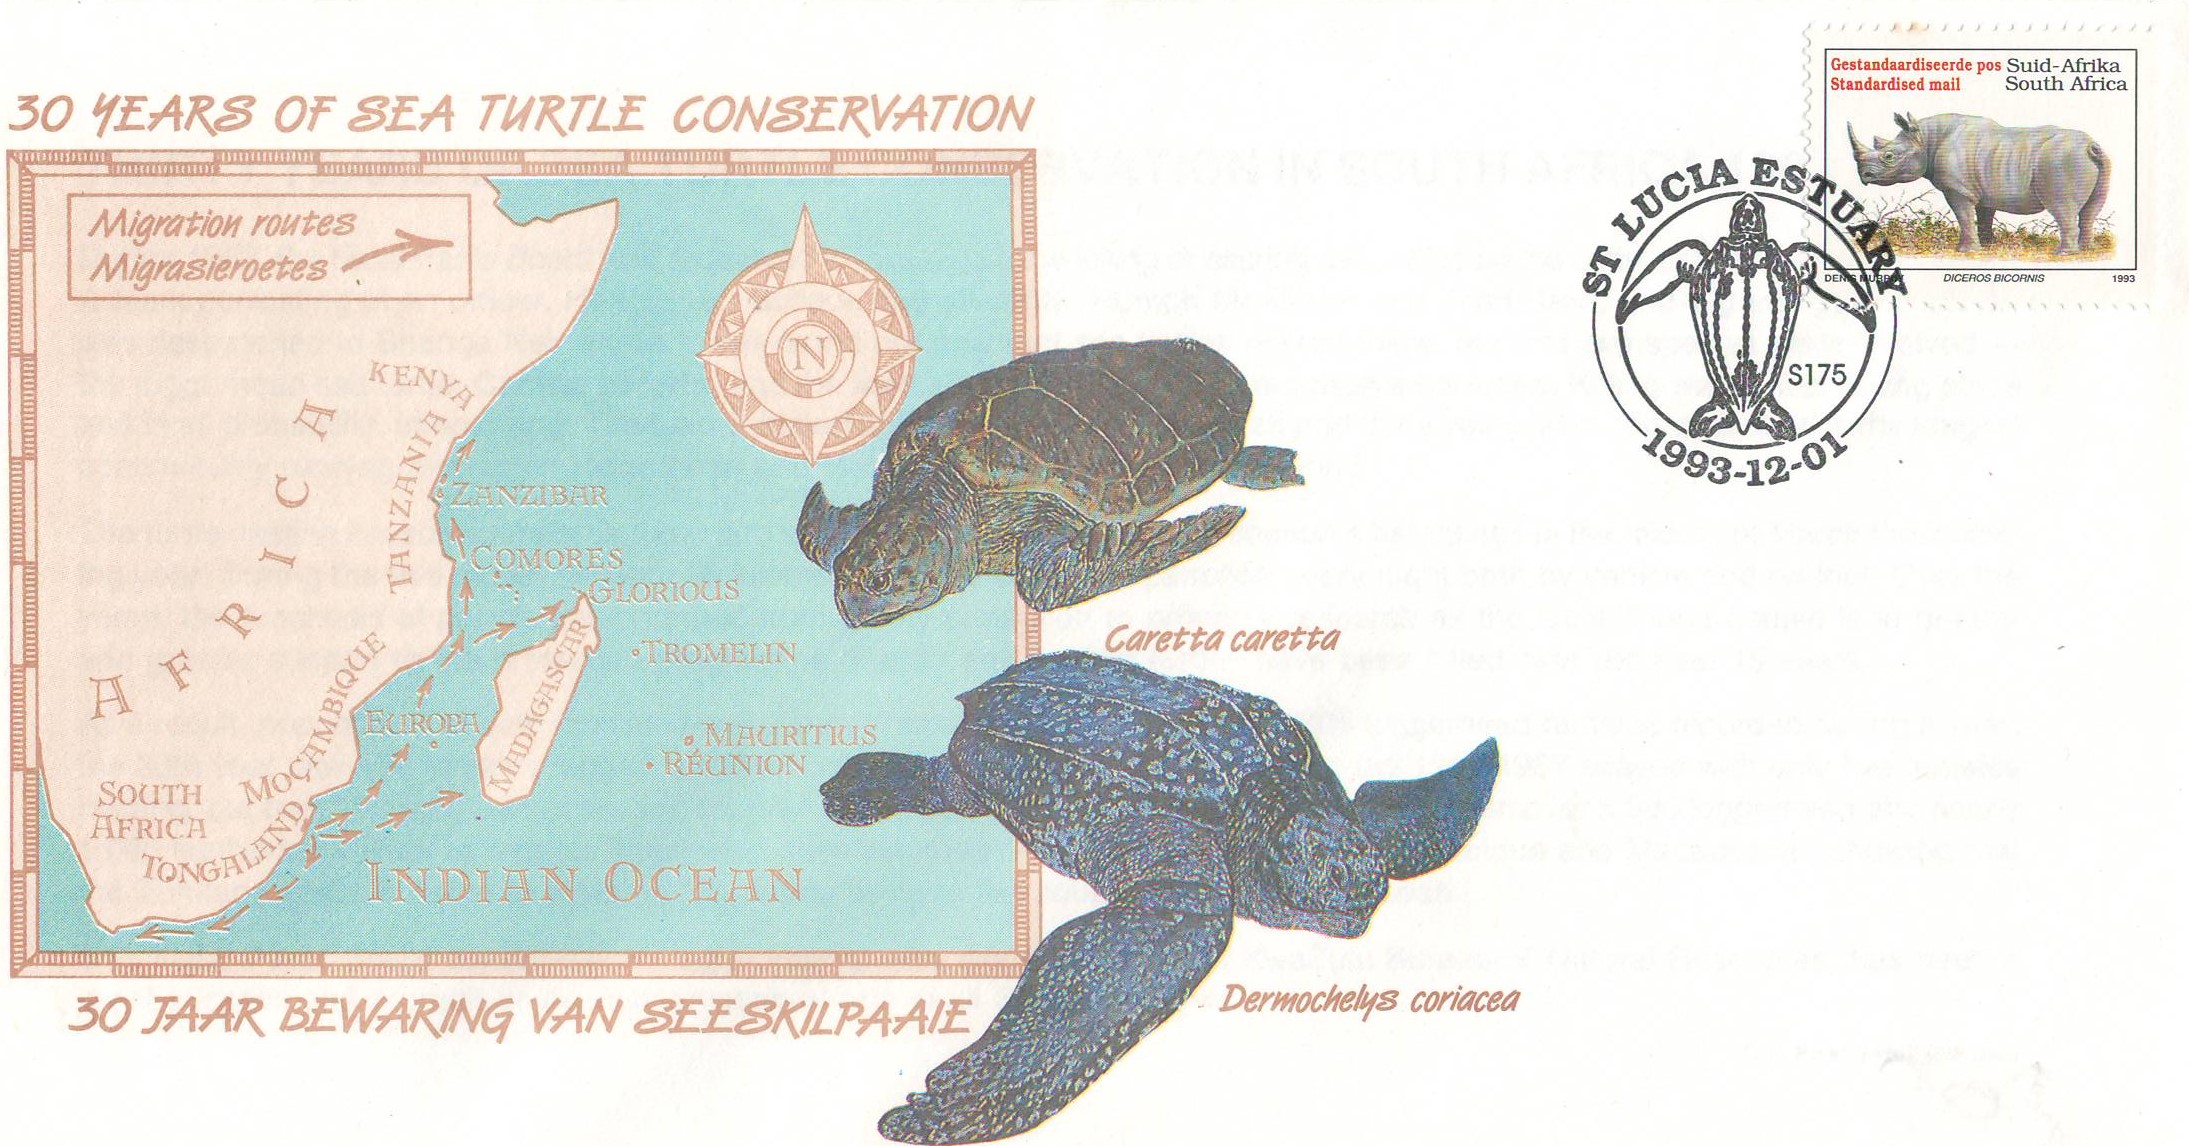 30 YEARS OF SEA TURTLE CONSERVATION
Migration routes
Migrasieroetes
N
AFRICA
KENYA
TANZANIA
ZANZIBAR
COMORES
GLORIOUS
TROMELIN
MADAGASCAR
MOÇAMBIQUE
EUROPA
MAURITIUS
RÉUNION
SOUTH
AFRICA
TONGALAND
INDIAN OCEAN
30 JAAR BEWARING VAN SEESKILPAAIE
Caretta caretta
Dermochelys coriacea
ST LUCIA ESTUARY
S175
1993-12-01
Gestandaardiseerde pos Suid-Afrika
Standardised mail South Africa
DENIS MURPHY DICEROS BICORNIS 1993